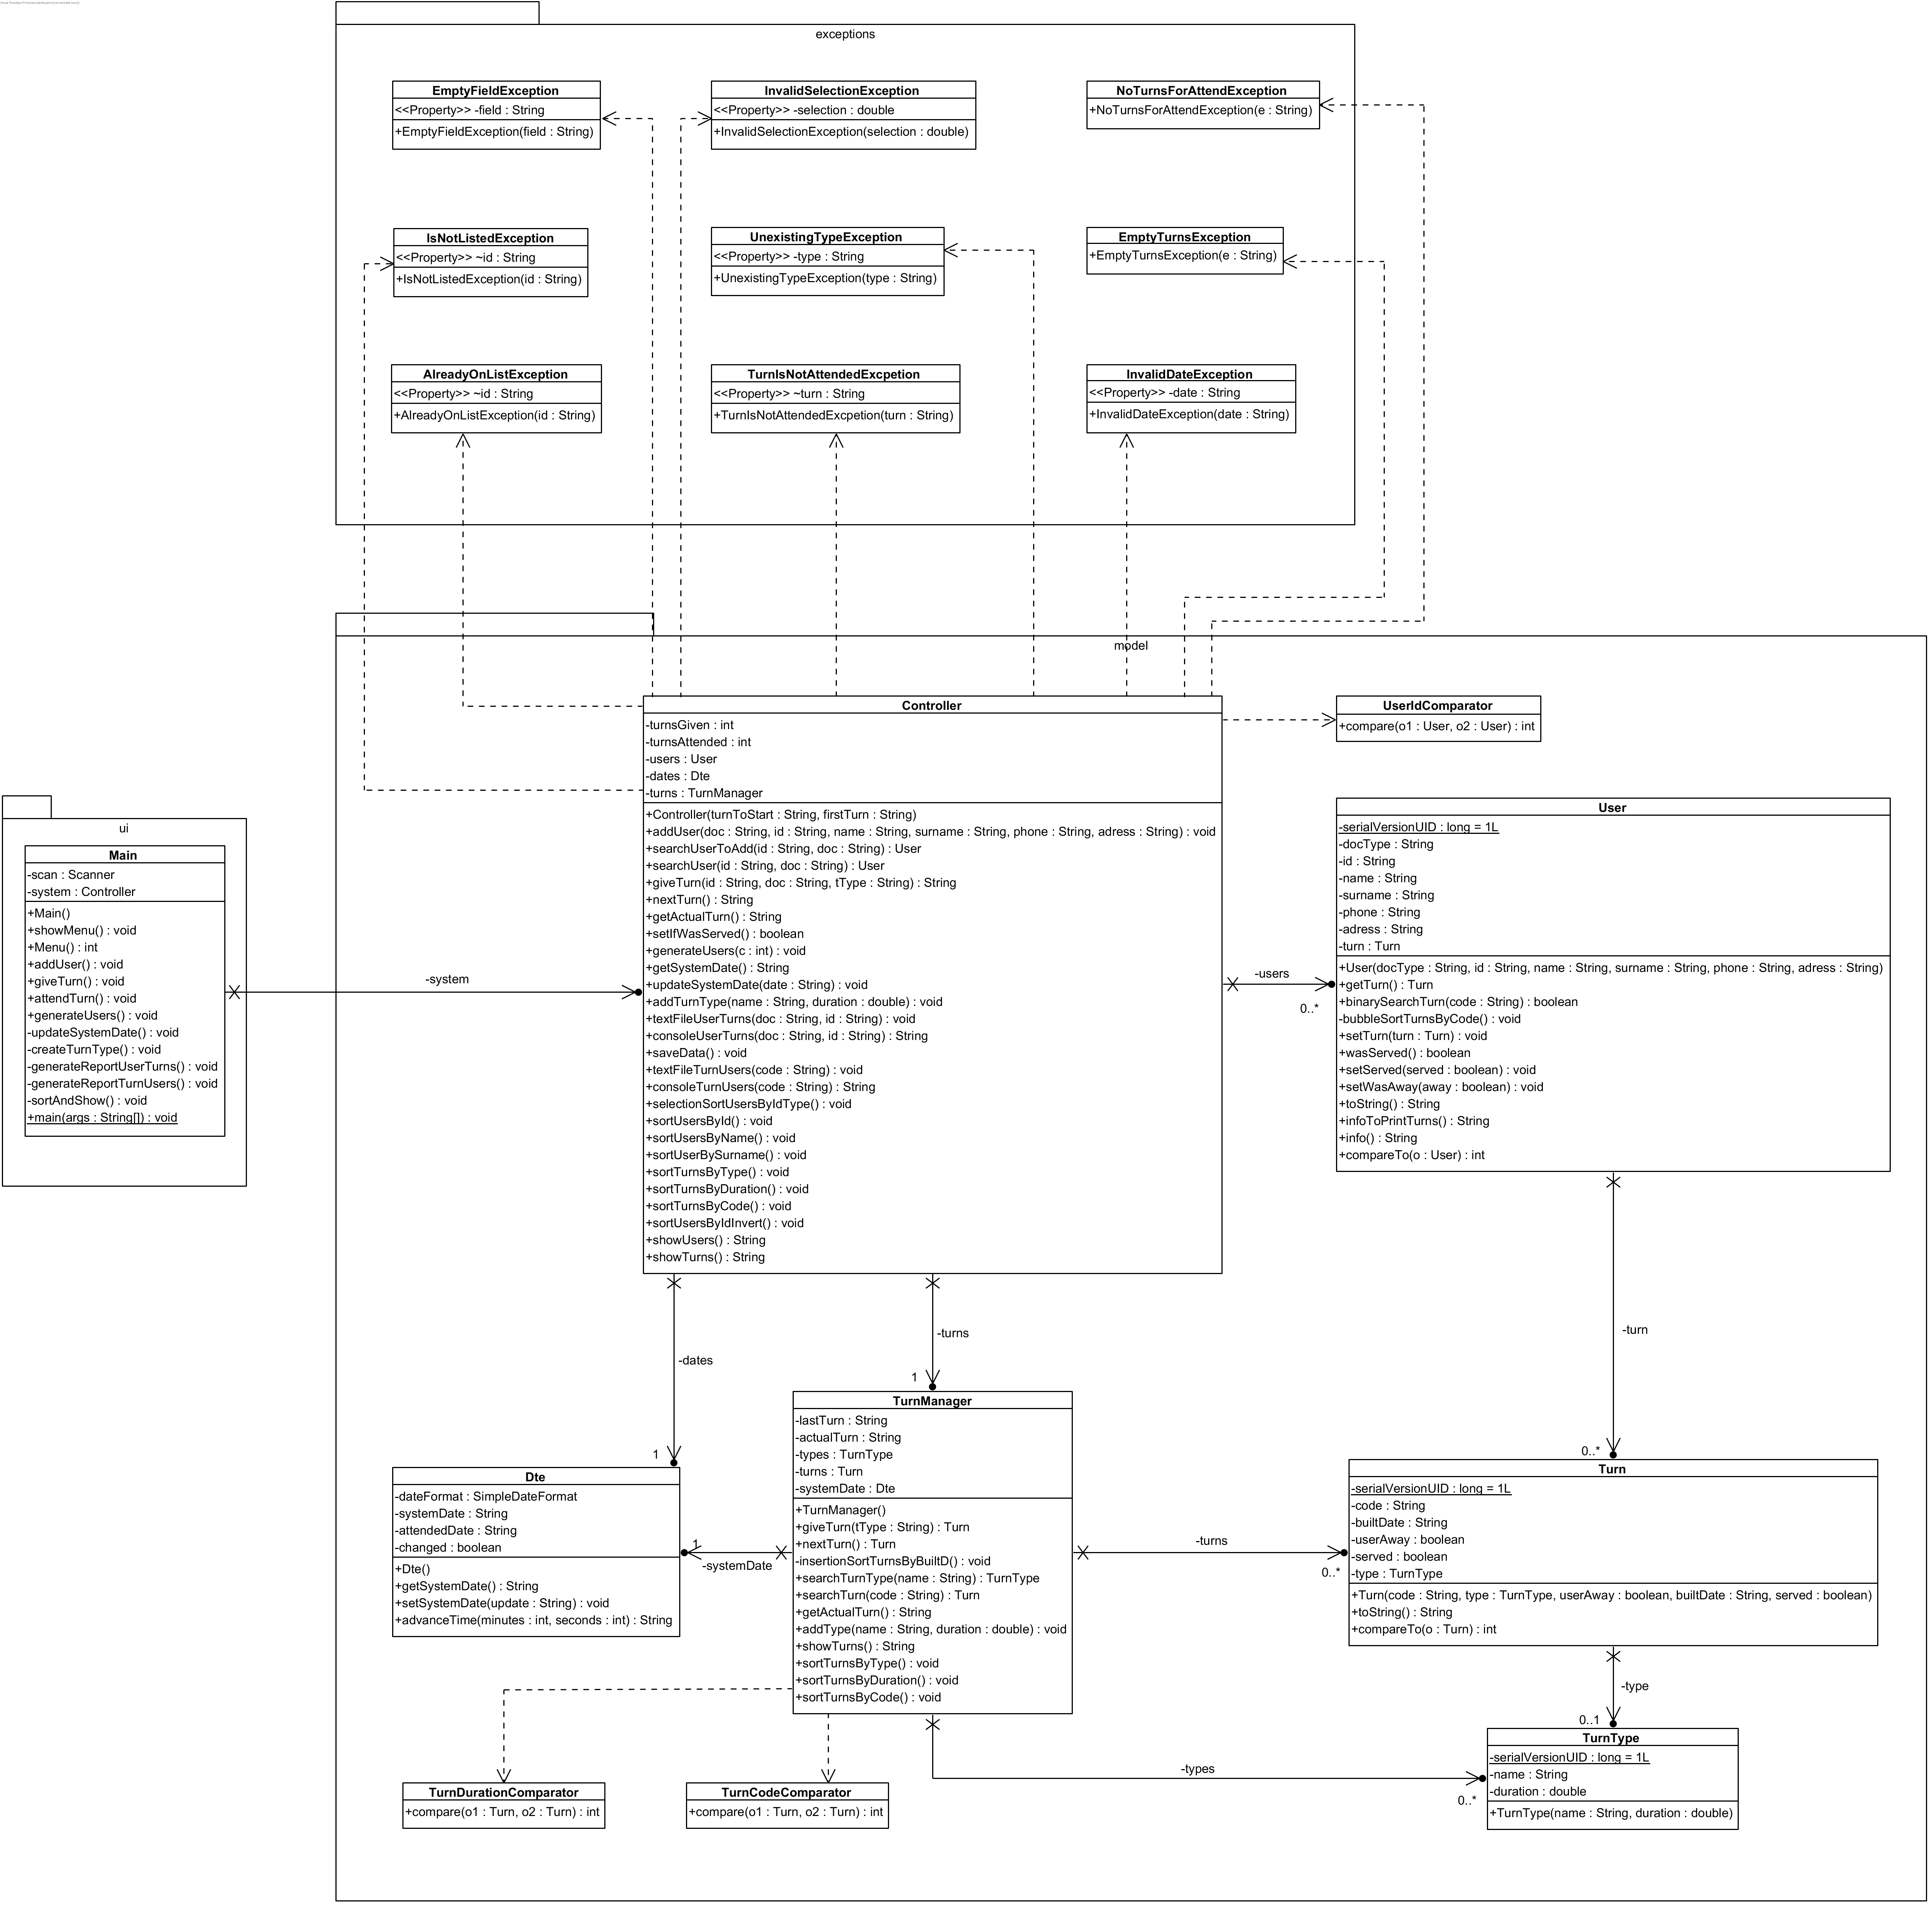 exceptions
EmptyFieldException
<<Property>> -field : String
+EmptyFieldException(field : String)
InvalidSelectionException
<<Property>> -selection : double
+InvalidSelectionException(selection : double)
NoTurnsForAttendException
+NoTurnsForAttendException(e : String)
IsNotListedException
<<Property>> ~id : String
+IsNotListedException(id : String)
UnexistingTypeException
<<Property>> -type : String
+UnexistingTypeException(type : String)
EmptyTurnsException
+EmptyTurnsException(e : String)
AlreadyOnListException
<<Property>> ~id : String
+AlreadyOnListException(id : String)
TurnIsNotAttendedExcpetion
<<Property>> ~turn : String
+TurnIsNotAttendedExcpetion(turn : String)
InvalidDateException
<<Property>> -date : String
+InvalidDateException(date : String)
model
Controller
-turnsGiven : int
-turnsAttended : int
-users : User
-dates : Dte
-turns : TurnManager
+Controller(turnToStart : String, firstTurn : String)
+addUser(doc : String, id : String, name : String, surname : String, phone : String, adress : String) : void
+searchUserToAdd(id : String, doc : String) : User
+searchUser(id : String, doc : String) : User
+giveTurn(id : String, doc : String, tType : String) : String
+nextTurn() : String
+getActualTurn() : String
+setIfWasServed() : boolean
+generateUsers(c : int) : void
+getSystemDate() : String
+updateSystemDate(date : String) : void
+addTurnType(name : String, duration : double) : void
+textFileUserTurns(doc : String, id : String) : void
+consoleUserTurns(doc : String, id : String) : String
+saveData() : void
+textFileTurnUsers(code : String) : void
+consoleTurnUsers(code : String) : String
+selectionSortUsersByIdType() : void
+sortUsersById() : void
+sortUsersByName() : void
+sortUserBySurname() : void
+sortTurnsByType() : void
+sortTurnsByDuration() : void
+sortTurnsByCode() : void
+sortUsersByIdInvert() : void
+showUsers() : String
+showTurns() : String
UserIdComparator
+compare(o1 : User, o2 : User) : int
ui
Main
-scan : Scanner
-system : Controller
+Main()
+showMenu() : void
+Menu() : int
+addUser() : void
+giveTurn() : void
+attendTurn() : void
+generateUsers() : void
-updateSystemDate() : void
-createTurnType() : void
-generateReportUserTurns() : void
-generateReportTurnUsers() : void
-sortAndShow() : void
+main(args : String[]) : void
-system
-users
0..*
User
-serialVersionUID : long = 1L
-docType : String
-id : String
-name : String
-surname : String
-phone : String
-adress : String
-turn : Turn
+User(docType : String, id : String, name : String, surname : String, phone : String, adress : String)
+getTurn() : Turn
+binarySearchTurn(code : String) : boolean
-bubbleSortTurnsByCode() : void
+setTurn(turn : Turn) : void
+wasServed() : boolean
+setServed(served : boolean) : void
+setWasAway(away : boolean) : void
+toString() : String
+infoToPrintTurns() : String
+info() : String
+compareTo(o : User) : int
-turns
1
-dates
1
-turn
0..*
TurnManager
-lastTurn : String
-actualTurn : String
-types : TurnType
-turns : Turn
-systemDate : Dte
+TurnManager()
+giveTurn(tType : String) : Turn
+nextTurn() : Turn
-insertionSortTurnsByBuiltD() : void
+searchTurnType(name : String) : TurnType
+searchTurn(code : String) : Turn
+getActualTurn() : String
+addType(name : String, duration : double) : void
+showTurns() : String
+sortTurnsByType() : void
+sortTurnsByDuration() : void
+sortTurnsByCode() : void
Dte
-dateFormat : SimpleDateFormat
-systemDate : String
-attendedDate : String
-changed : boolean
+Dte()
+getSystemDate() : String
+setSystemDate(update : String) : void
+advanceTime(minutes : int, seconds : int) : String
1
-systemDate
-turns
0..*
Turn
-serialVersionUID : long = 1L
-code : String
-builtDate : String
-userAway : boolean
-served : boolean
-type : TurnType
+Turn(code : String, type : TurnType, userAway : boolean, builtDate : String, served : boolean)
+toString() : String
+compareTo(o : Turn) : int
-type
0..1
-types
0..*
TurnType
-serialVersionUID : long = 1L
-name : String
-duration : double
+TurnType(name : String, duration : double)
TurnDurationComparator
+compare(o1 : Turn, o2 : Turn) : int
TurnCodeComparator
+compare(o1 : Turn, o2 : Turn) : int